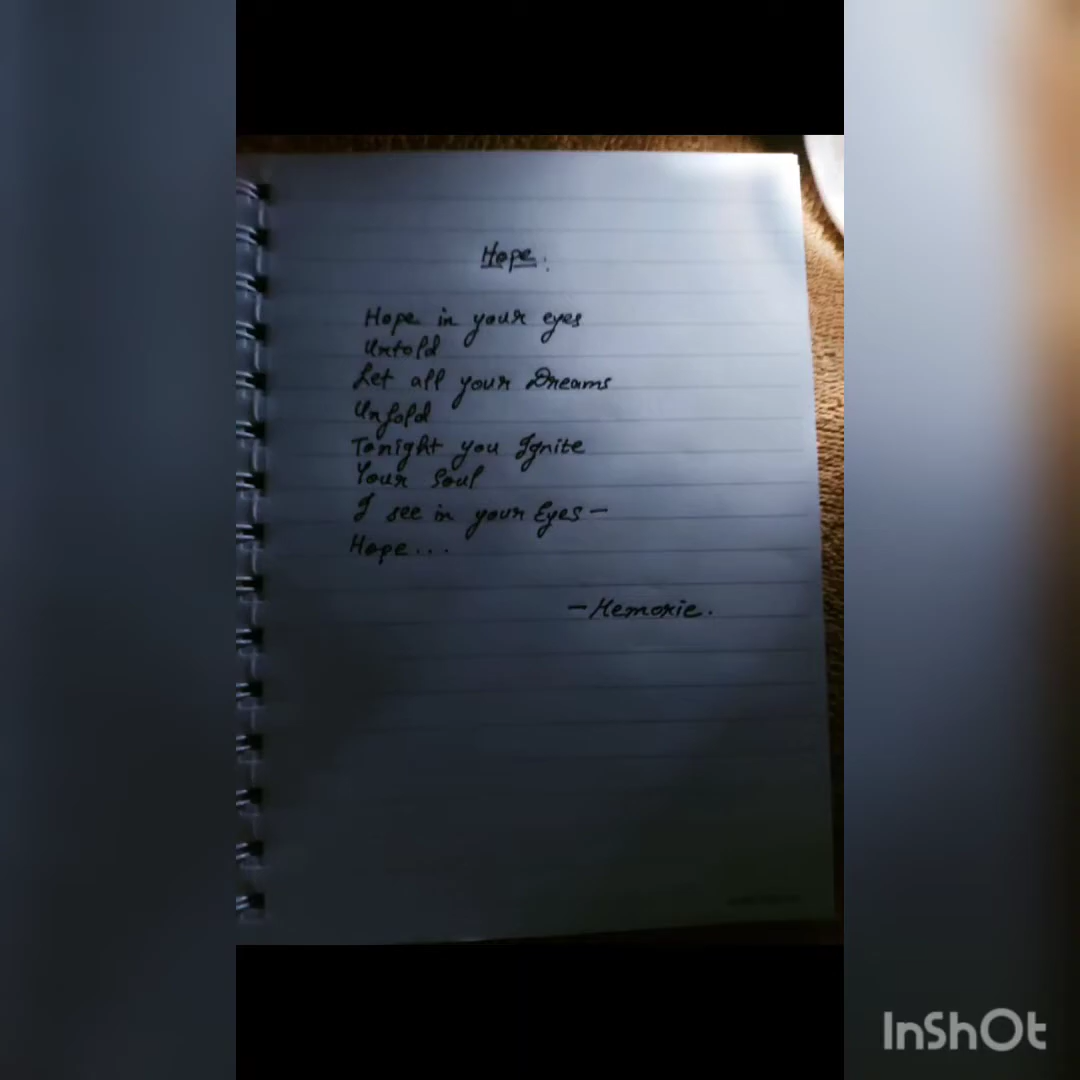 Hope.
Hope in your eyes
Untold
Let all your Dreams
Unfold
Tonight you Ignite
Your Soul
I see in your Eyes —
Hope...
— Hemorie.
InShOt